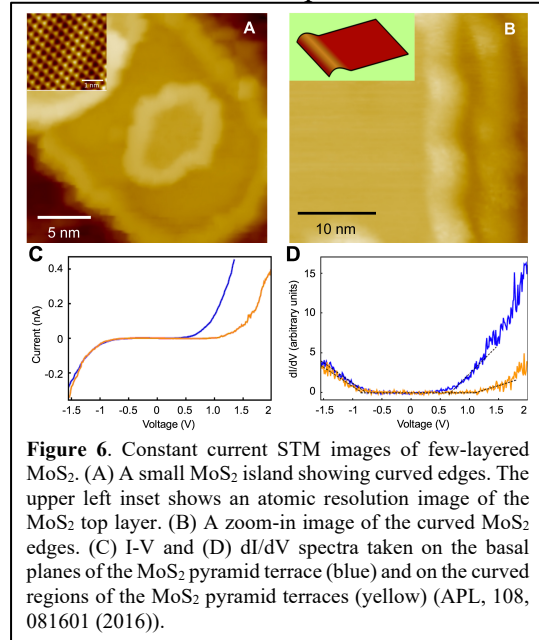 A
B
1 nm
5 nm
10 nm
C
D
0.4
0.2
0
-0.2
Current (nA)
-1.5
-1.0
-0.5
0
0.5
1.0
1.5
2
Voltage (V)
15
10
5
0
dI/dV (arbitrary units)
-1.5
-1.0
-0.5
0
0.5
1.0
1.5
2
Voltage (V)
Figure 6. Constant current STM images of few-layered
MoS₂. (A) A small MoS₂ island showing curved edges. The
upper left inset shows an atomic resolution image of the
MoS₂ top layer. (B) A zoom-in image of the curved MoS₂
edges. (C) I-V and (D) dI/dV spectra taken on the basal
planes of the MoS₂ pyramid terrace (blue) and on the curved
regions of the MoS₂ pyramid terraces (yellow) (APL, 108,
081601 (2016)).